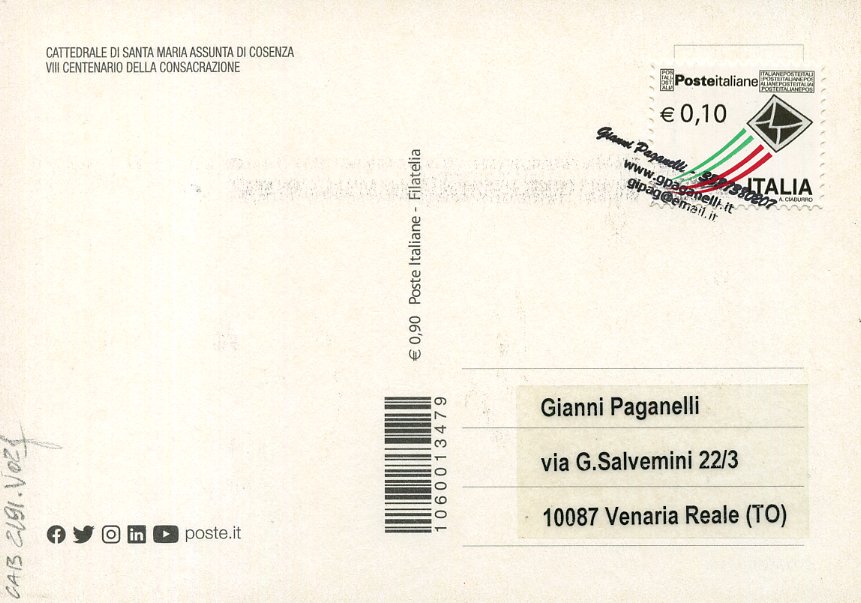 CATTEDRALE DI SANTA MARIA ASSUNTA DI COSENZA
VIII CENTENARIO DELLA CONSACRAZIONE
Posteitaliane
€ 0,10
ITALIA
A. CIABURRO
Gianni Paganelli -
www.gpaganelli.it
gipag@email.it
€ 0,90 Poste Italiane - Filatelia
1060013479
Gianni Paganelli
via G.Salvemini 22/3
10087 Venaria Reale (TO)
poste.it